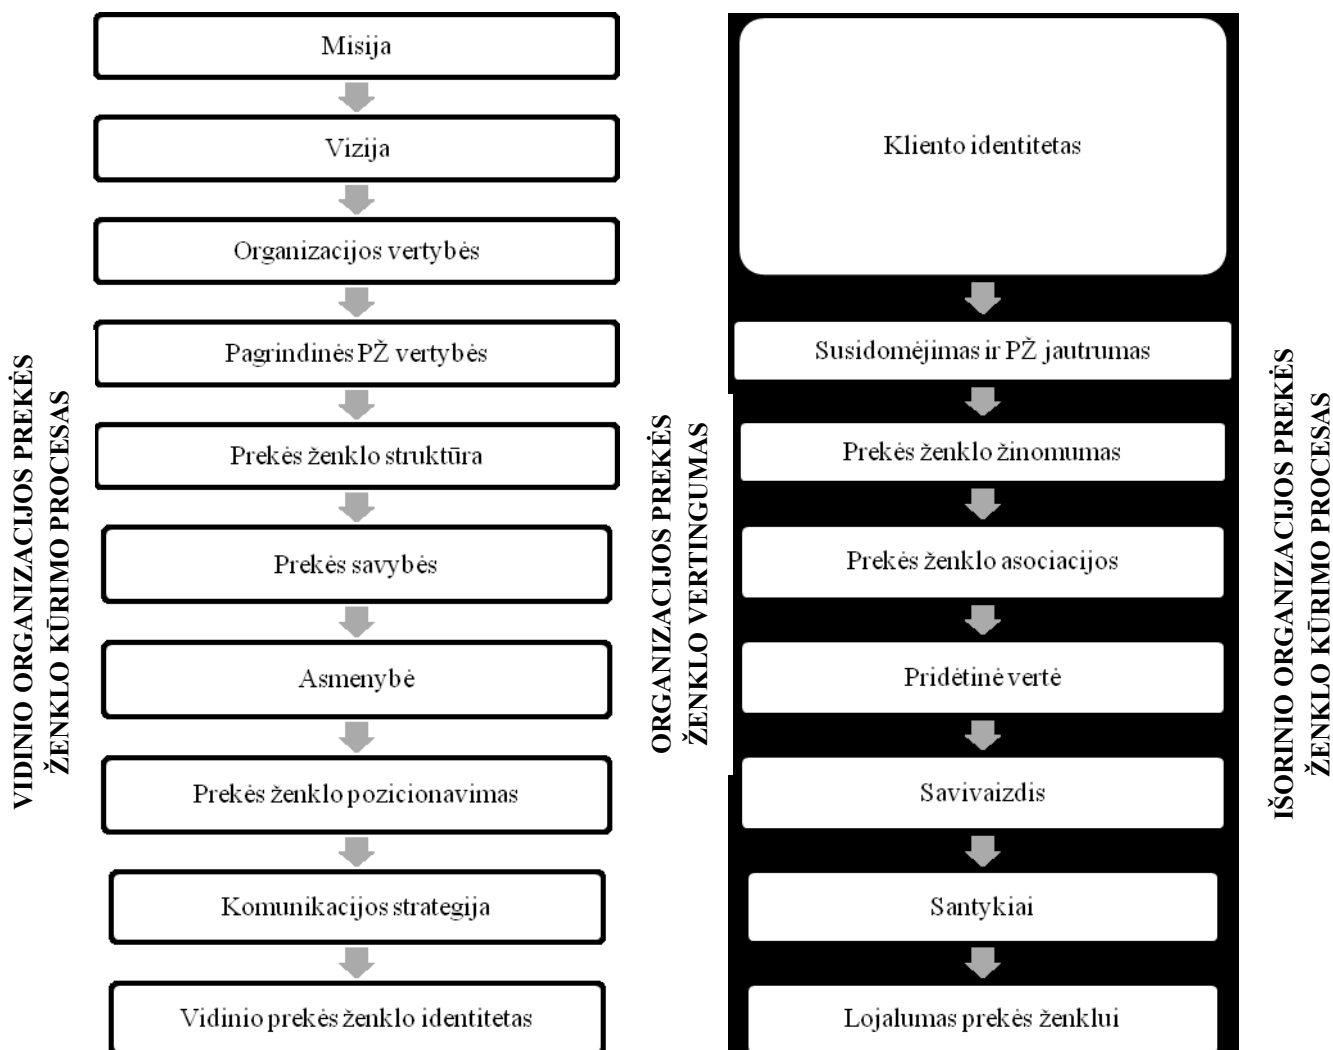 VIDINIO ORGANIZACIJOS PREKĖS
ŽENKLO KŪRIMO PROCESAS
Misija
Vizija
Organizacijos vertybės
Pagrindinės PŽ vertybės
Prekės ženklo struktūra
Prekės savybės
Asmenybė
Prekės ženklo pozicionavimas
Komunikacijos strategija
Vidinio prekės ženklo identitetas
ORGANIZACIJOS PREKĖS
ŽENKLO VERTINGUMAS
Kliento identitetas
Susidomėjimas ir PŽ jautrumas
Prekės ženklo žinomumas
Prekės ženklo asociacijos
Pridėtinė vertė
Savivaizdis
Santykiai
Lojalumas prekės ženklui
IŠORINIO ORGANIZACIJOS PREKĖS
ŽENKLO KŪRIMO PROCESAS